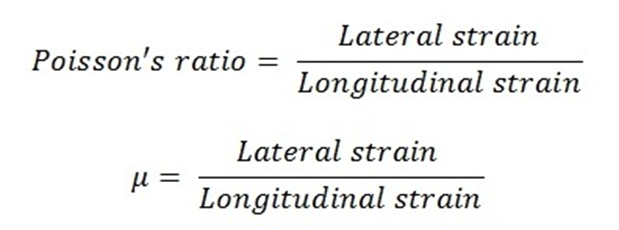 Poisson's ratio = Lateral strain / Longitudinal strain
μ = Lateral strain / Longitudinal strain